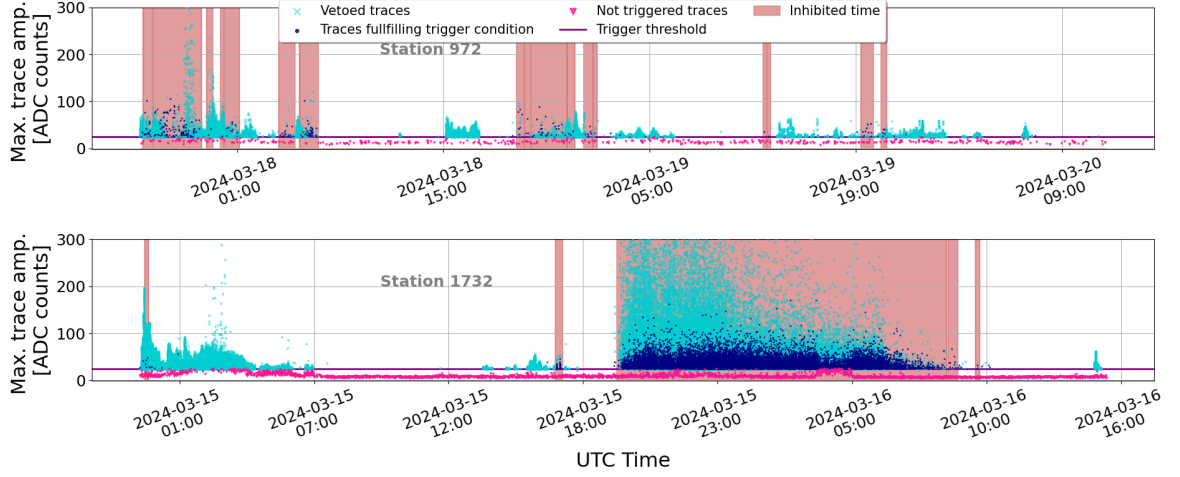 Max. trace amp.
[ADC counts]
300
200
100
0
Vetoed traces
Traces fullfilling trigger condition
Not triggered traces
Trigger threshold
Inhibited time
Station 972
2024-03-18
01:00
2024-03-18
15:00
2024-03-19
05:00
2024-03-19
19:00
2024-03-20
09:00
Max. trace amp.
[ADC counts]
300
200
100
0
Station 1732
2024-03-15
01:00
2024-03-15
07:00
2024-03-15
12:00
2024-03-15
18:00
2024-03-15
23:00
2024-03-16
05:00
2024-03-16
10:00
2024-03-16
16:00
UTC Time